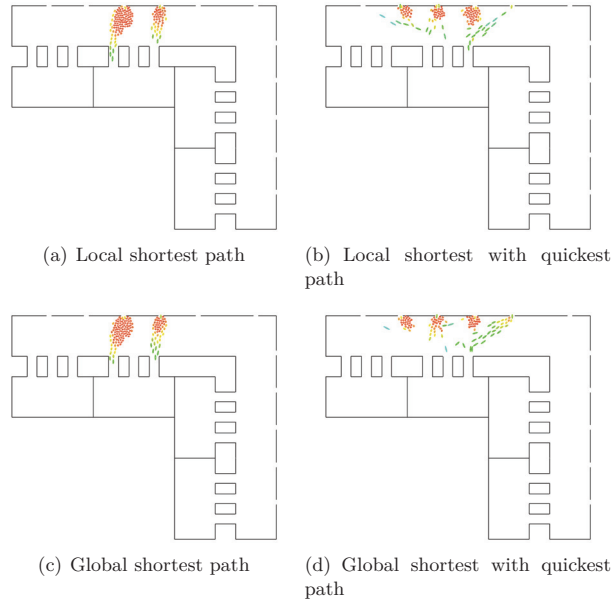 (a) Local shortest path
(b) Local shortest with quickest
path
(c) Global shortest path
(d) Global shortest with quickest
path